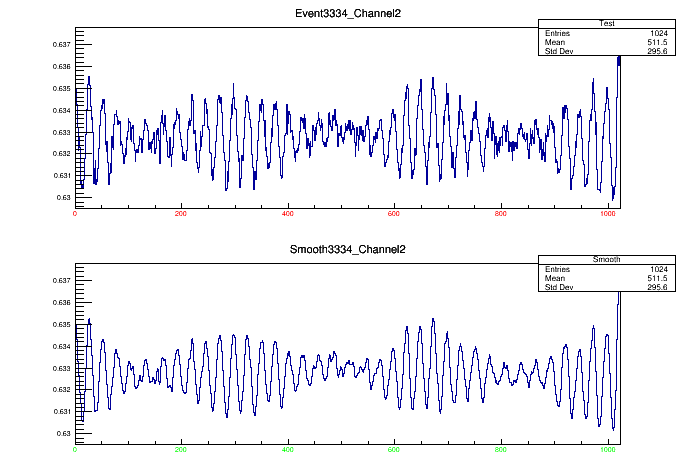 Event3334_Channel2
Test
Entries 1024
Mean 511.5
Std Dev 295.6
0.637
0.636
0.635
0.634
0.633
0.632
0.631
0.63
0 200 400 600 800 1000
Smooth3334_Channel2
Smooth
Entries 1024
Mean 511.5
Std Dev 295.6
0.637
0.636
0.635
0.634
0.633
0.632
0.631
0.63
0 200 400 600 800 1000